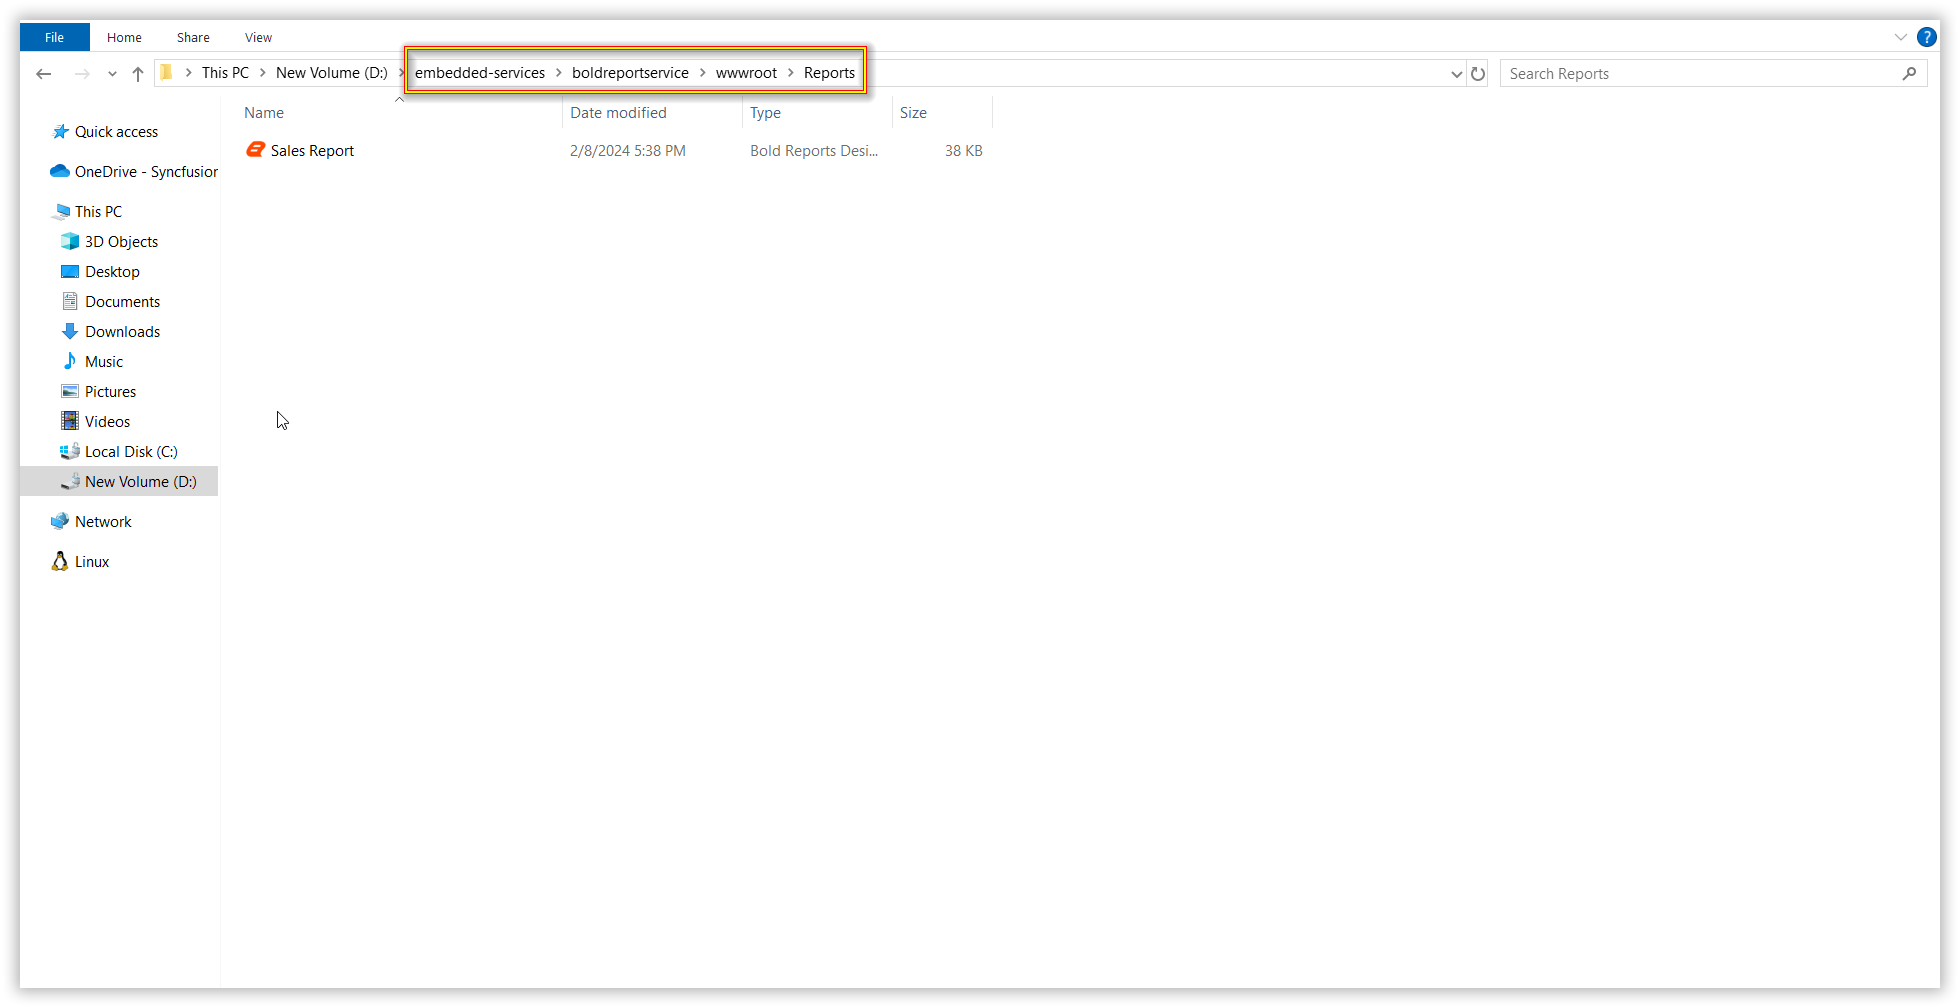 File Home Share View
This PC New Volume (D:) embedded-services boldreportservice wwwroot Reports Search Reports
Name Date modified Type Size
Sales Report 2/8/2024 5:38 PM Bold Reports Desi... 38 KB
Quick access
OneDrive - Syncfusion
This PC
3D Objects
Desktop
Documents
Downloads
Music
Pictures
Videos
Local Disk (C:)
New Volume (D:)
Network
Linux